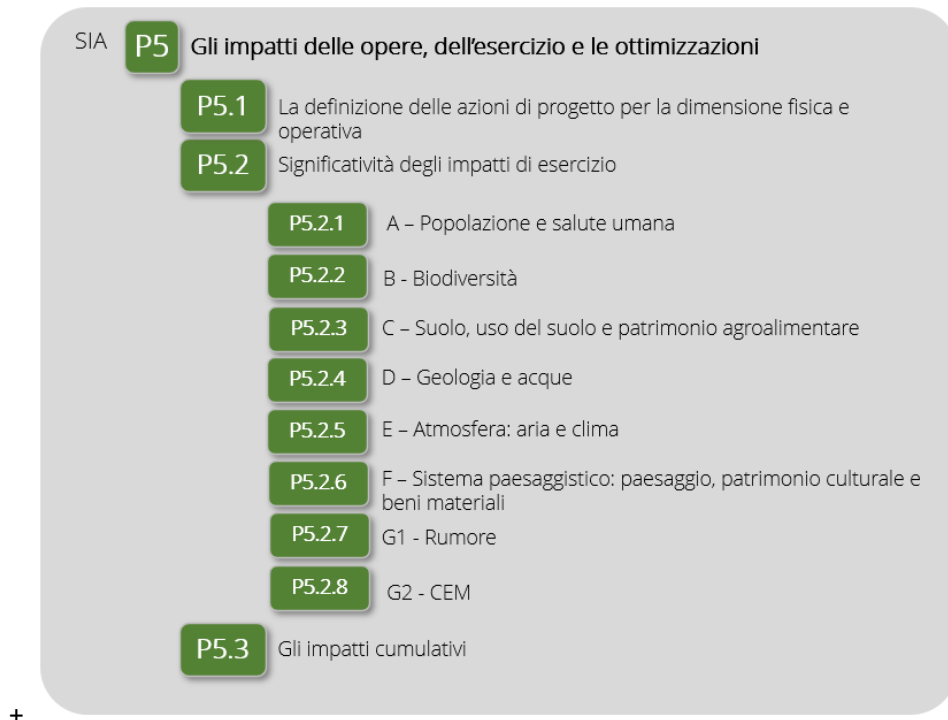 SIA P5 Gli impatti delle opere, dell'esercizio e le ottimizzazioni
P5.1 La definizione delle azioni di progetto per la dimensione fisica e
operativa
P5.2 Significatività degli impatti di esercizio
P5.2.1 A – Popolazione e salute umana
P5.2.2 B - Biodiversità
P5.2.3 C – Suolo, uso del suolo e patrimonio agroalimentare
P5.2.4 D – Geologia e acque
P5.2.5 E – Atmosfera: aria e clima
P5.2.6 F – Sistema paesaggistico: paesaggio, patrimonio culturale e
beni materiali
P5.2.7 G1 - Rumore
P5.2.8 G2 - CEM
P5.3 Gli impatti cumulativi
+